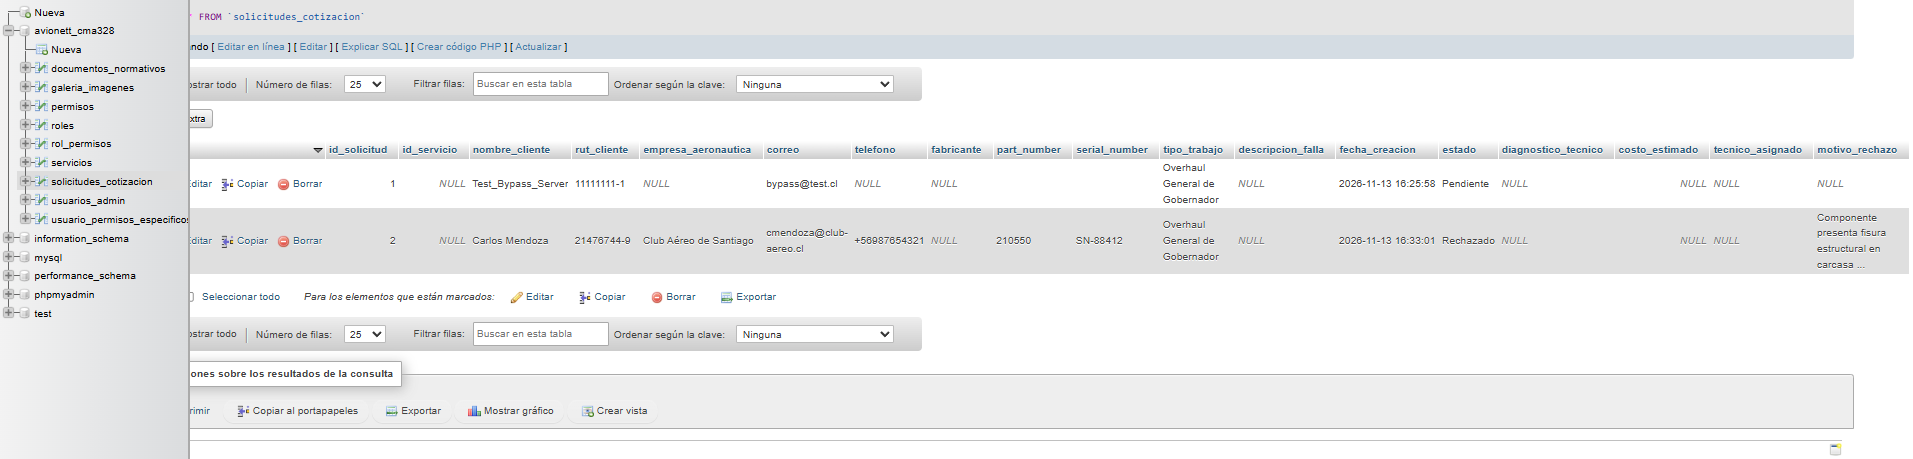 Nueva
avionett_cma328
Nueva
documentos_normativos
galeria_imagenes
permisos
roles
rol_permisos
servicios
solicitudes_cotizacion
usuarios_admin
usuario_permisos_especificos
information_schema
mysql
performance_schema
phpmyadmin
test
FROM `solicitudes_cotizacion`
ando [ Editar en línea ] [ Editar ] [ Explicar SQL ] [ Crear código PHP ] [ Actualizar ]
ostrar todo | Número de filas: 25 Filtrar filas: Buscar en esta tabla Ordenar según la clave: Ninguna
xtra
id_solicitud id_servicio nombre_cliente rut_cliente empresa_aeronautica correo telefono fabricante part_number serial_number tipo_trabajo descripcion_falla fecha_creacion estado diagnostico_tecnico costo_estimado tecnico_asignado motivo_rechazo
ditar Copiar Borrar 1 NULL Test_Bypass_Server 11111111-1 NULL bypass@test.cl NULL NULL Overhaul General de Gobernador NULL 2026-11-13 16:25:58 Pendiente NULL NULL NULL NULL
ditar Copiar Borrar 2 NULL Carlos Mendoza 21476744-9 Club Aéreo de Santiago cmendoza@club-aereo.cl +56987654321 NULL 210550 SN-88412 Overhaul General de Gobernador NULL 2026-11-13 16:33:01 Rechazado NULL NULL NULL Componente presenta fisura estructural en carcasa ...
Seleccionar todo Para los elementos que están marcados: Editar Copiar Borrar Exportar
ostrar todo | Número de filas: 25 Filtrar filas: Buscar en esta tabla Ordenar según la clave: Ninguna
ones sobre los resultados de la consulta
rimir Copiar al portapapeles Exportar Mostrar gráfico Crear vista